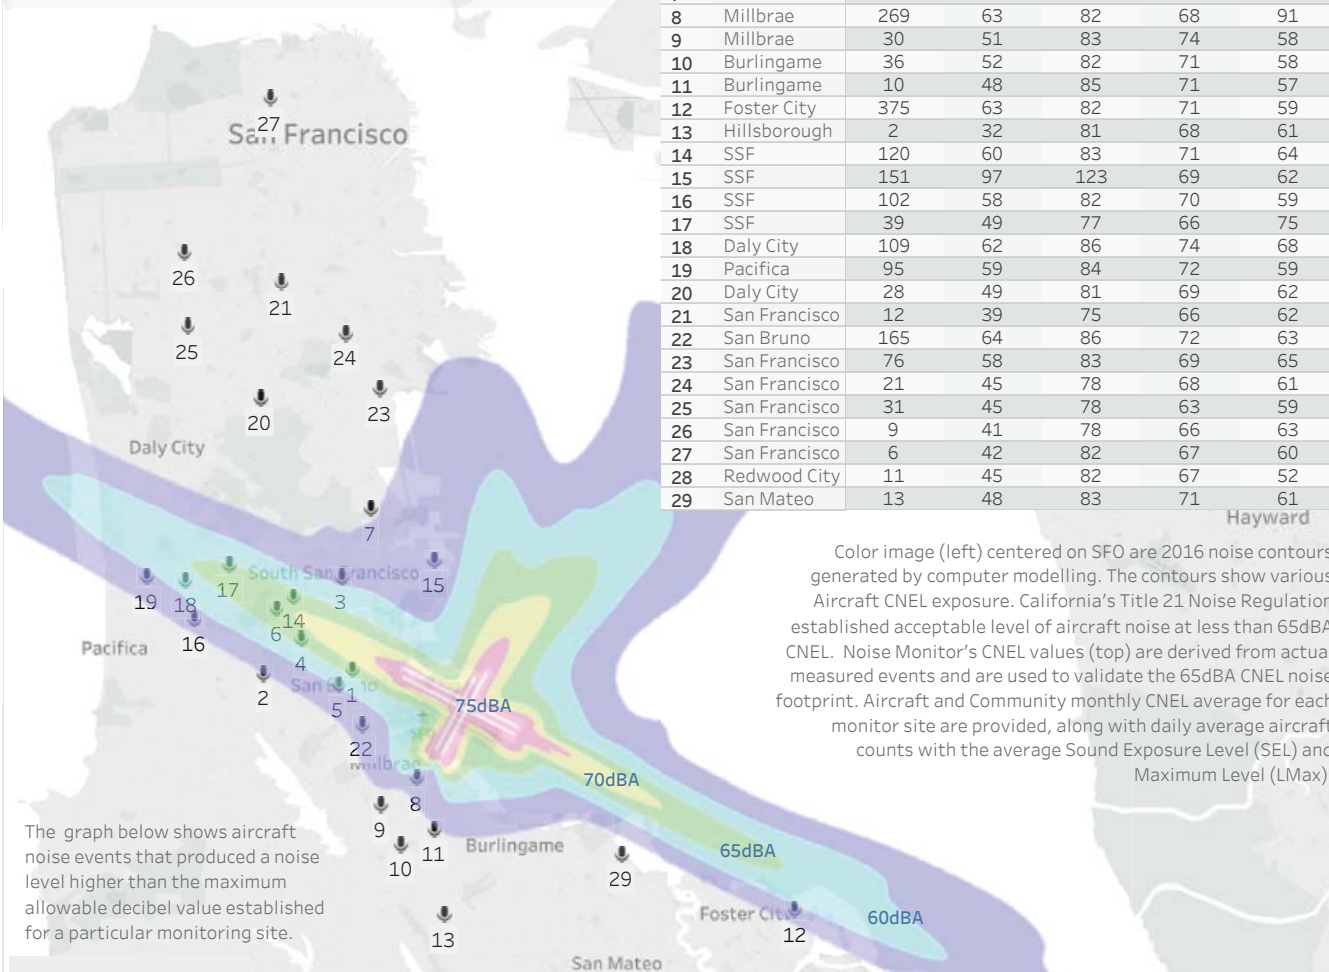 8 Millbrae 269 63 82 68 91
9 Millbrae 30 51 83 74 58
10 Burlingame 36 52 82 71 58
11 Burlingame 10 48 85 71 57
12 Foster City 375 63 82 71 59
13 Hillsborough 2 32 81 68 61
14 SSF 120 60 83 71 64
15 SSF 151 97 123 69 62
16 SSF 102 58 82 70 59
17 SSF 39 49 77 66 75
18 Daly City 109 62 86 74 68
19 Pacifica 95 59 84 72 59
20 Daly City 28 49 81 69 62
21 San Francisco 12 39 75 66 62
22 San Bruno 165 64 86 72 63
23 San Francisco 76 58 83 69 65
24 San Francisco 21 45 78 68 61
25 San Francisco 31 45 78 63 59
26 San Francisco 9 41 78 66 63
27 San Francisco 6 42 82 67 60
28 Redwood City 11 45 82 67 52
29 San Mateo 13 48 83 71 61
27
San Francisco
26
21
25
24
20
23
Daly City
7
Hayward
South San Francisco
15
17
3
19
18
14
6
16
4
Pacifica
2
1
5
75dBA
22
Millbrae
70dBA
8
9
11
10
Burlingame
65dBA
29
Foster City
12
60dBA
13
San Mateo
Color image (left) centered on SFO are 2016 noise contours
generated by computer modelling. The contours show various
Aircraft CNEL exposure. California's Title 21 Noise Regulation
established acceptable level of aircraft noise at less than 65dBA
CNEL. Noise Monitor's CNEL values (top) are derived from actual
measured events and are used to validate the 65dBA CNEL noise
footprint. Aircraft and Community monthly CNEL average for each
monitor site are provided, along with daily average aircraft
counts with the average Sound Exposure Level (SEL) and
Maximum Level (LMax)
The graph below shows aircraft
noise events that produced a noise
level higher than the maximum
allowable decibel value established
for a particular monitoring site.